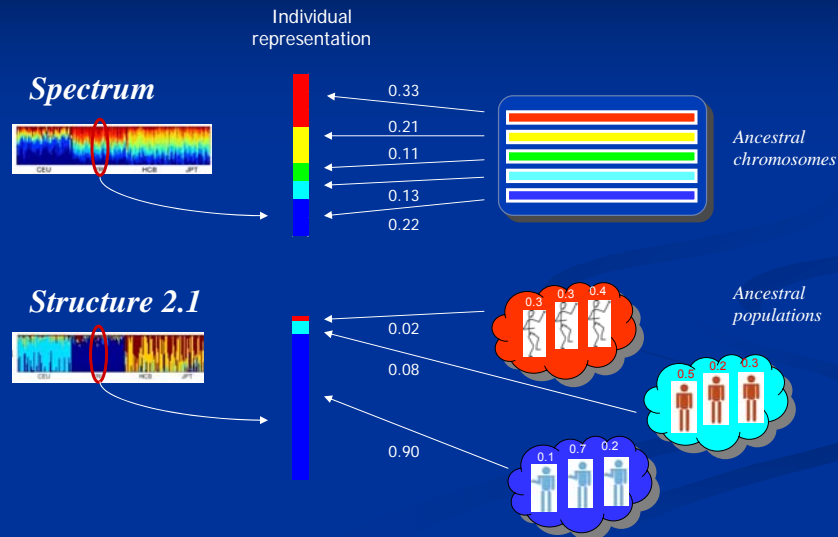 Individual
representation
Spectrum
0.33
0.21
0.11
0.13
0.22
Ancestral
chromosomes
CEU HCB JPT
Structure 2.1
0.02
0.08
0.90
0.3 0.3 0.4
Ancestral
populations
0.5 0.2 0.3
0.1 0.7 0.2
CEU HCB JPT